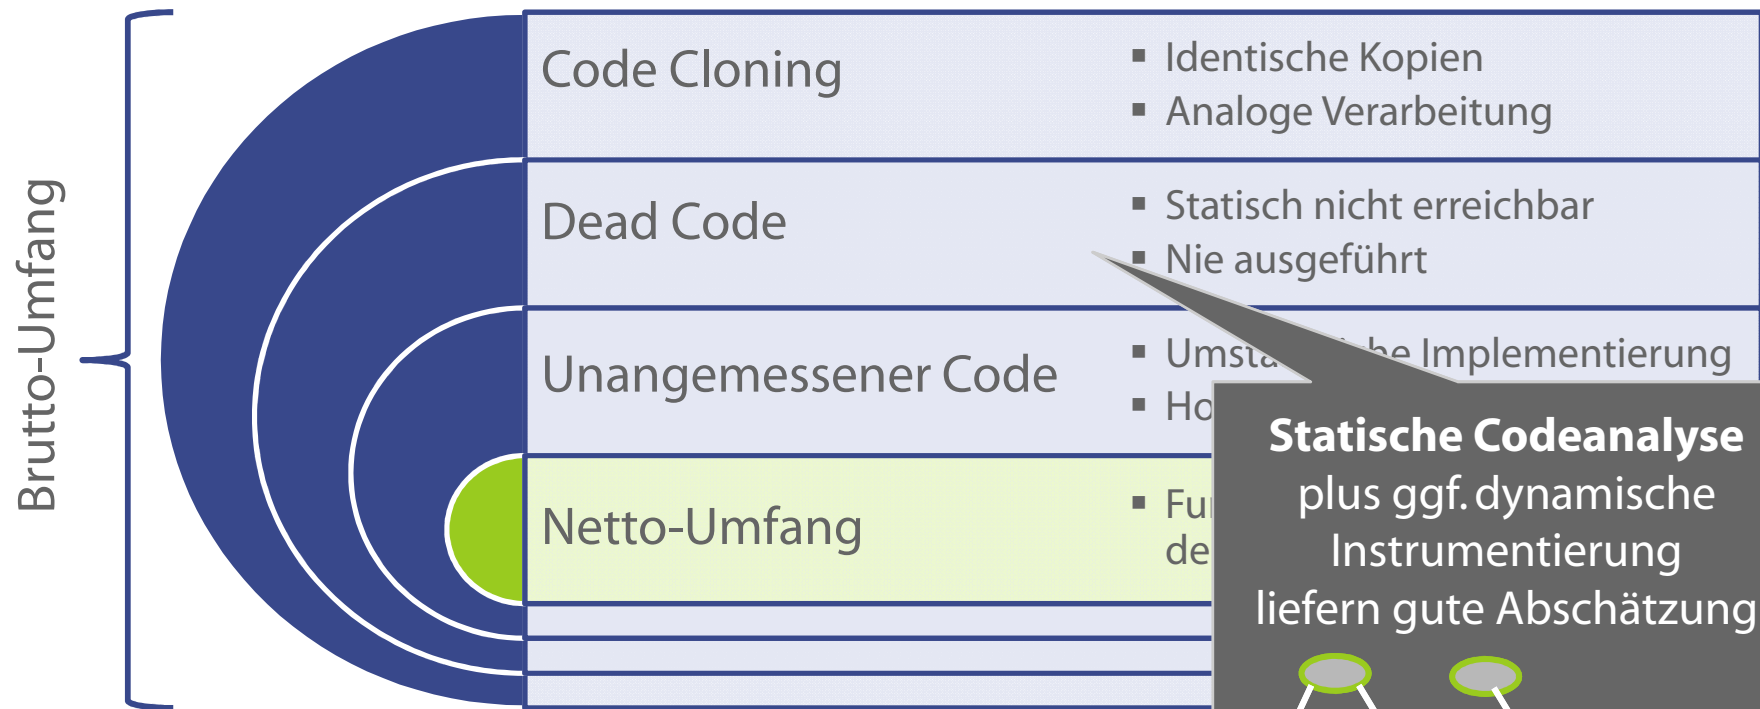 Brutto-Umfang
Code Cloning
▪ Identische Kopien
▪ Analoge Verarbeitung
Dead Code
▪ Statisch nicht erreichbar
▪ Nie ausgeführt
Unangemessener Code
▪ Implementierung
Netto-Umfang
Statische Codeanalyse
plus ggf. dynamische
Instrumentierung
liefern gute Abschätzung